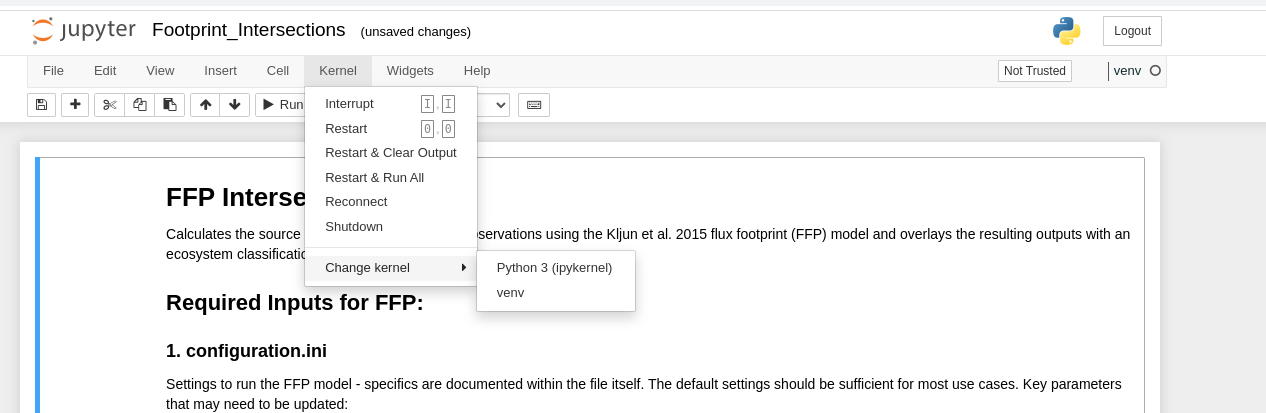 jupyter Footprint_Intersections (unsaved changes) Logout
File Edit View Insert Cell Kernel Widgets Help Not Trusted venv
Run
Interrupt I,I
Restart 0,0
Restart & Clear Output
Restart & Run All
Reconnect
Shutdown
Change kernel
Python 3 (ipykernel)
venv
FFP Interse
Calculates the source servations using the Kljun et al. 2015 flux footprint (FFP) model and overlays the resulting outputs with an
ecosystem classificatio
Required Inputs for FFP:
1. configuration.ini
Settings to run the FFP model - specifics are documented within the file itself. The default settings should be sufficient for most use cases. Key parameters
that may need to be updated: